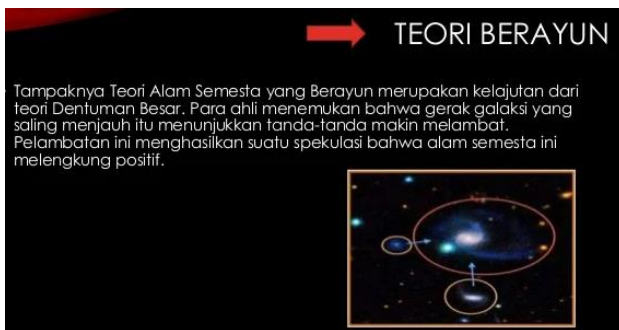 TEORI BERAYUN
Tampaknya Teori Alam Semesta yang Berayun merupakan kelajutan dari
teori Dentuman Besar. Para ahli menemukan bahwa gerak galaksi yang
saling menjauh itu menunjukkan tanda-tanda makin melambat.
Pelambatan ini menghasilkan suatu spekulasi bahwa alam semesta ini
melengkung positif.